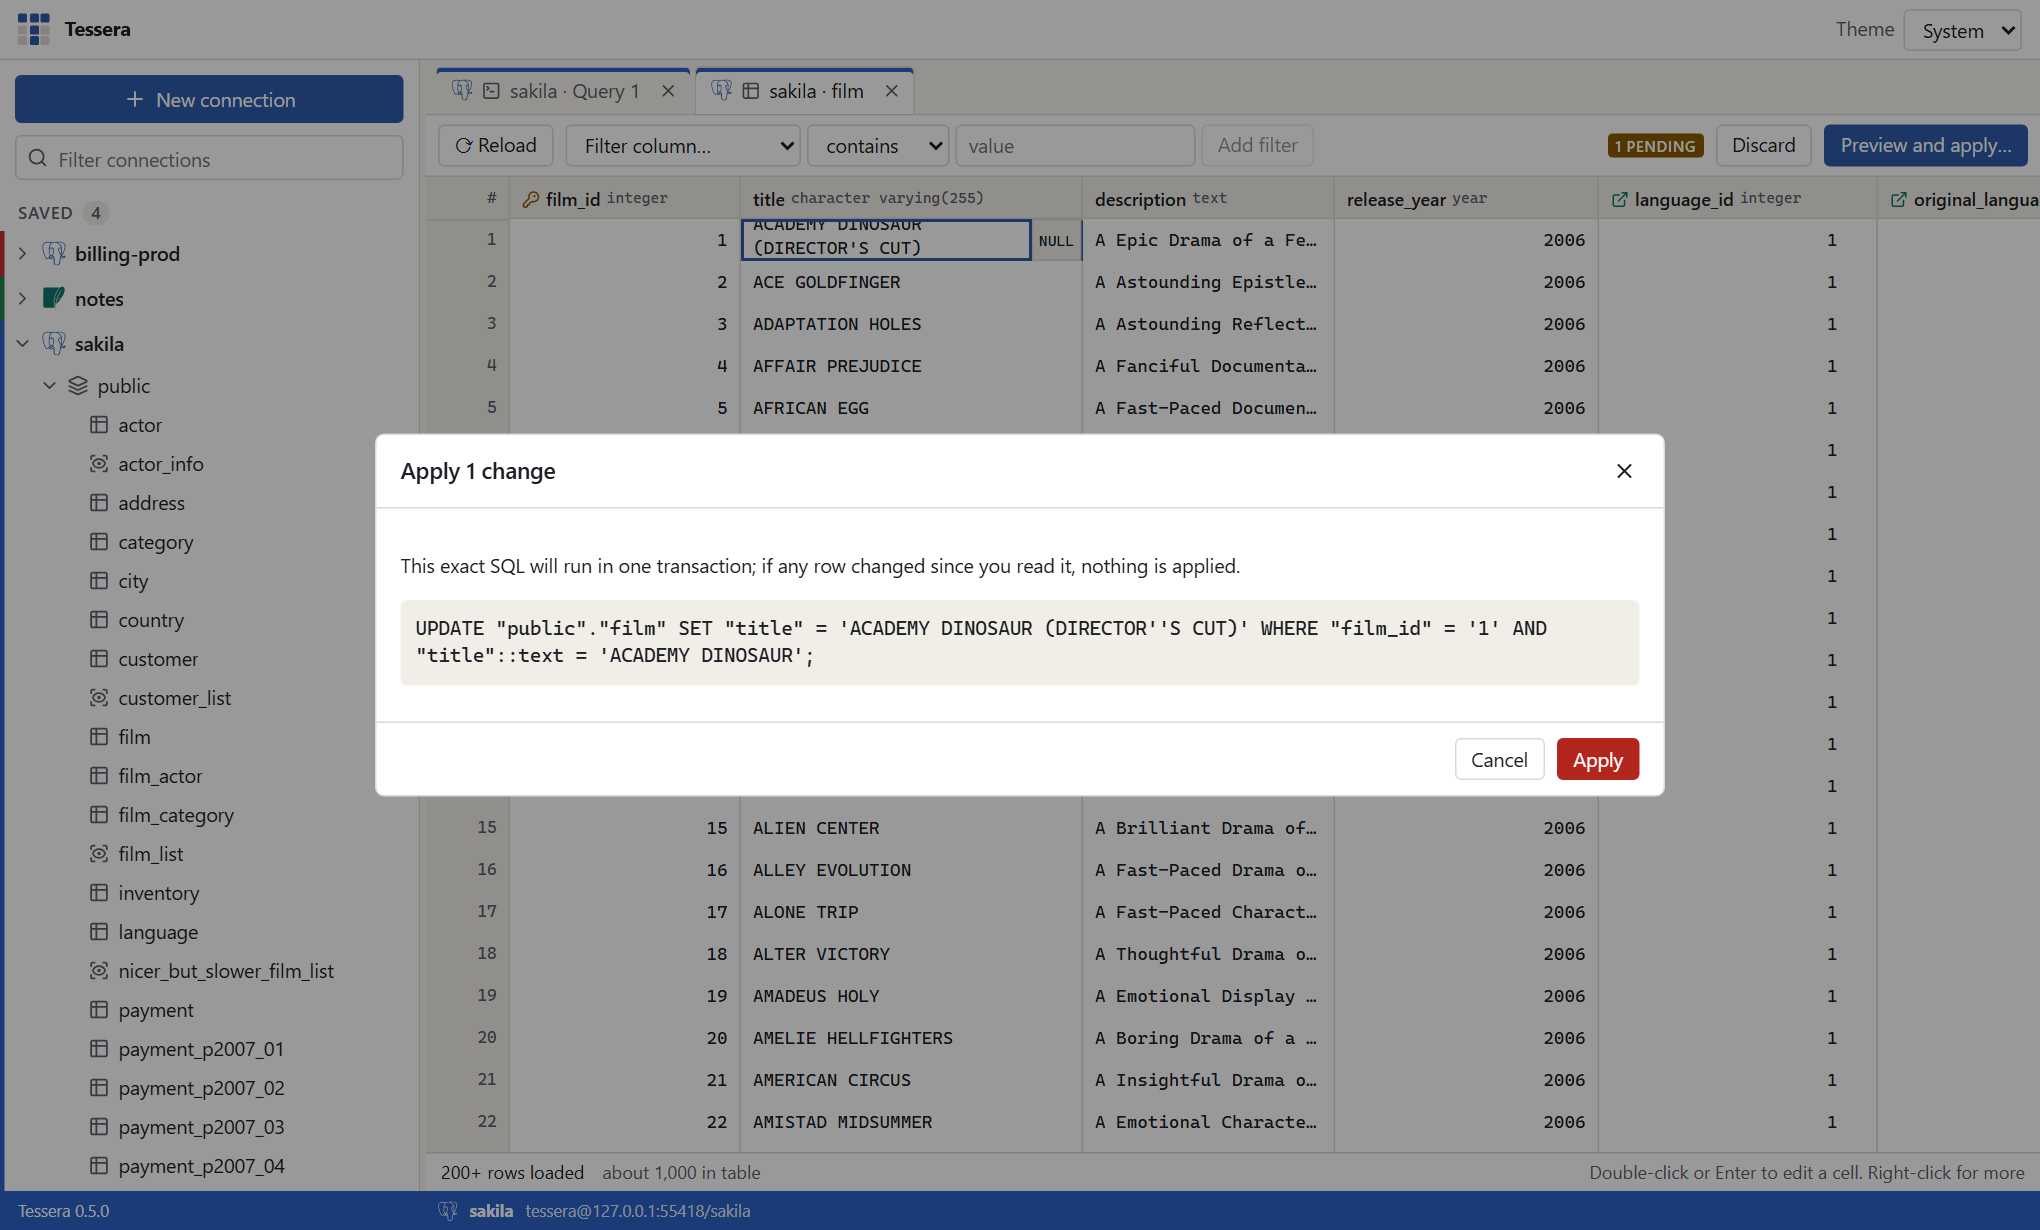 Tessera
Theme System
New connection
Filter connections
SAVED 4
billing-prod
notes
sakila
public
actor
actor_info
address
category
city
country
customer
customer_list
film
film_actor
film_category
film_list
inventory
language
nicer_but_slower_film_list
payment
payment_p2007_01
payment_p2007_02
payment_p2007_03
payment_p2007_04
sakila · Query 1
sakila · film
Reload Filter column... contains value Add filter 1 PENDING Discard Preview and apply...
# film_id integer title character varying(255) description text release_year year language_id integer original_langua
1 1 ACADEMY DINOSAUR (DIRECTOR'S CUT) NULL A Epic Drama of a Fe… 2006 1
2 2 ACE GOLDFINGER A Astounding Epistle… 2006 1
3 3 ADAPTATION HOLES A Astounding Reflect… 2006 1
4 4 AFFAIR PREJUDICE A Fanciful Documenta… 2006 1
5 5 AFRICAN EGG A Fast-Paced Documen… 2006 1
1
1
1
1
1
1
1
1
1
Apply 1 change
This exact SQL will run in one transaction; if any row changed since you read it, nothing is applied.
UPDATE "public"."film" SET "title" = 'ACADEMY DINOSAUR (DIRECTOR''S CUT)' WHERE "film_id" = '1' AND
"title"::text = 'ACADEMY DINOSAUR';
Cancel Apply
15 15 ALIEN CENTER A Brilliant Drama of… 2006 1
16 16 ALLEY EVOLUTION A Fast-Paced Drama o… 2006 1
17 17 ALONE TRIP A Fast-Paced Charact… 2006 1
18 18 ALTER VICTORY A Thoughtful Drama o… 2006 1
19 19 AMADEUS HOLY A Emotional Display … 2006 1
20 20 AMELIE HELLFIGHTERS A Boring Drama of a … 2006 1
21 21 AMERICAN CIRCUS A Insightful Drama o… 2006 1
22 22 AMISTAD MIDSUMMER A Emotional Characte… 2006 1
200+ rows loaded about 1,000 in table Double-click or Enter to edit a cell. Right-click for more
Tessera 0.5.0 sakila tessera@127.0.0.1:55418/sakila